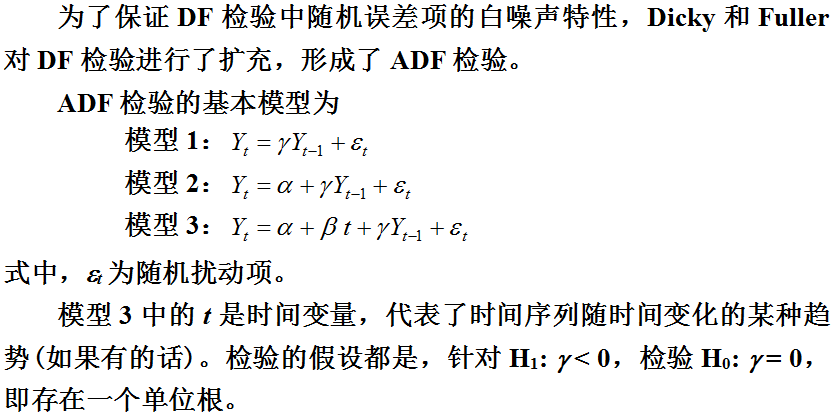 为了保证 DF 检验中随机误差项的白噪声特性，Dicky 和 Fuller
对 DF 检验进行了扩充，形成了 ADF 检验。
ADF 检验的基本模型为
模型 1：Yₜ = γYₜ₋₁ + εₜ
模型 2：Yₜ = α + γYₜ₋₁ + εₜ
模型 3：Yₜ = α + β t + γYₜ₋₁ + εₜ
式中，εₜ 为随机扰动项。
模型 3 中的 t 是时间变量，代表了时间序列随时间变化的某种趋
势(如果有的话)。检验的假设都是，针对 H₁: γ < 0，检验 H₀: γ = 0，
即存在一个单位根。